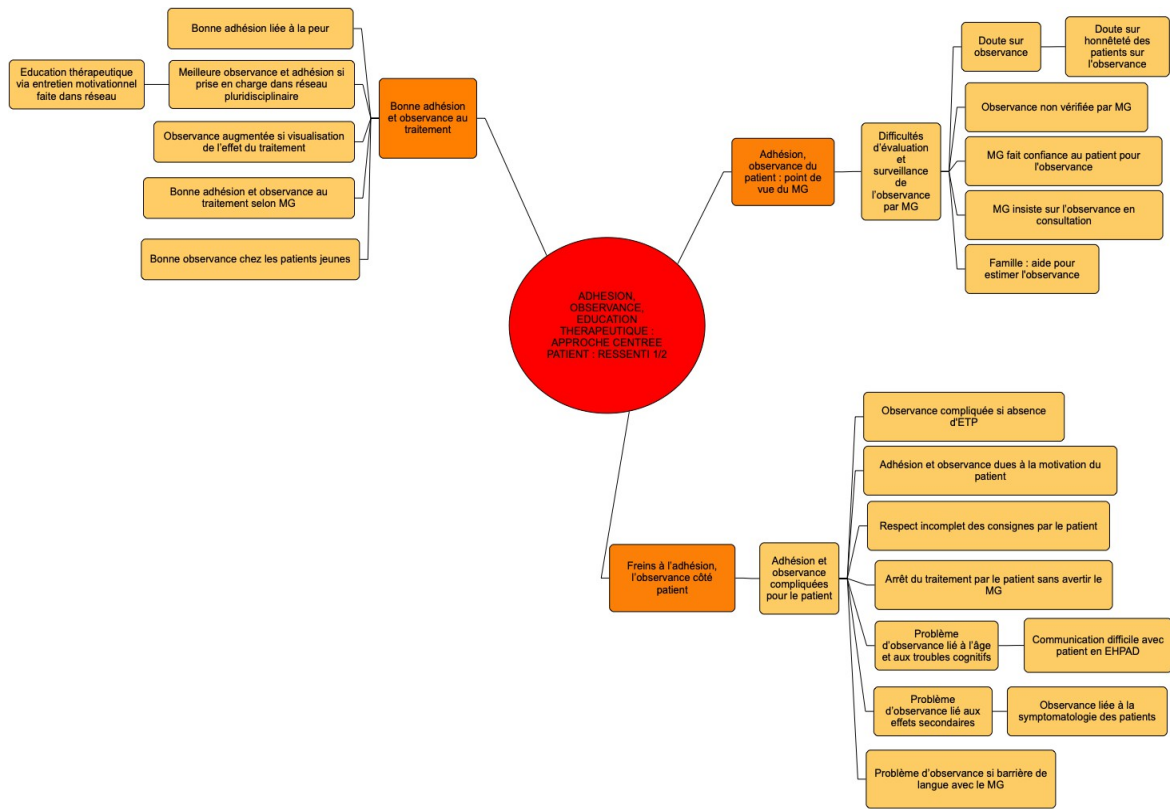 Bonne adhésion liée à la peur
Education thérapeutique
via entretien motivationnel
faite dans réseau
Meilleure observance et adhésion si
prise en charge dans réseau
pluridisciplinaire
Observance augmentée si visualisation
de l'effet du traitement
Bonne adhésion et observance au
traitement selon MG
Bonne observance chez les patients jeunes
Bonne adhésion
et observance au
traitement
ADHESION,
OBSERVANCE,
EDUCATION
THERAPEUTIQUE :
APPROCHE CENTREE
PATIENT : RESSENTI 1/2
Adhésion,
observance du
patient : point de
vue du MG
Difficultés
d'évaluation
et
surveillance
de
l'observance
par MG
Doute sur
observance
Doute sur
honnêteté des
patients sur
l'observance
Observance non vérifiée par MG
MG fait confiance au patient pour
l'observance
MG insiste sur l'observance en
consultation
Famille : aide pour
estimer l'observance
Freins à l'adhésion,
l'observance côté
patient
Adhésion et
observance
compliquées
pour le patient
Observance compliquée si absence
d'ETP
Adhésion et observance dues à la motivation du
patient
Respect incomplet des consignes par le patient
Arrêt du traitement par le patient sans avertir le
MG
Problème
d'observance lié à l'âge
et aux troubles cognitifs
Communication difficile avec
patient en EHPAD
Problème
d'observance lié aux
effets secondaires
Observance liée à la
symptomatologie des patients
Problème d'observance si barrière de
langue avec le MG